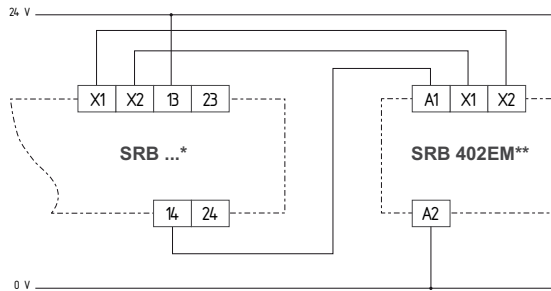 24 V
X1 X2 13 23 A1 X1 X2
SRB ...* SRB 402EM**
14 24 A2
0 V